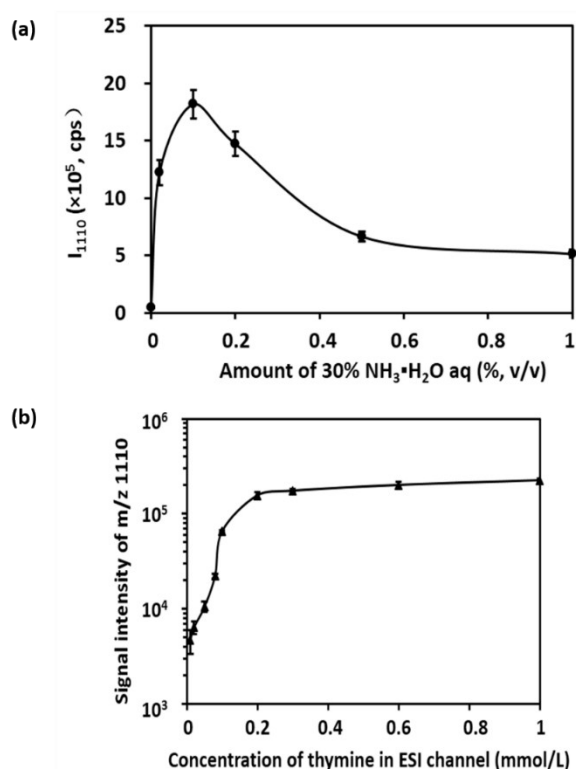 (a)
25
20
15
10
5
0
I₁₁₁₀ (×10⁵, cps）
0 0.2 0.4 0.6 0.8 1
Amount of 30% NH₃▪H₂O aq (%, v/v)
(b)
10⁶
10⁵
10⁴
10³
Signal intensity of m/z 1110
0 0.2 0.4 0.6 0.8 1
Concentration of thymine in ESI channel (mmol/L)